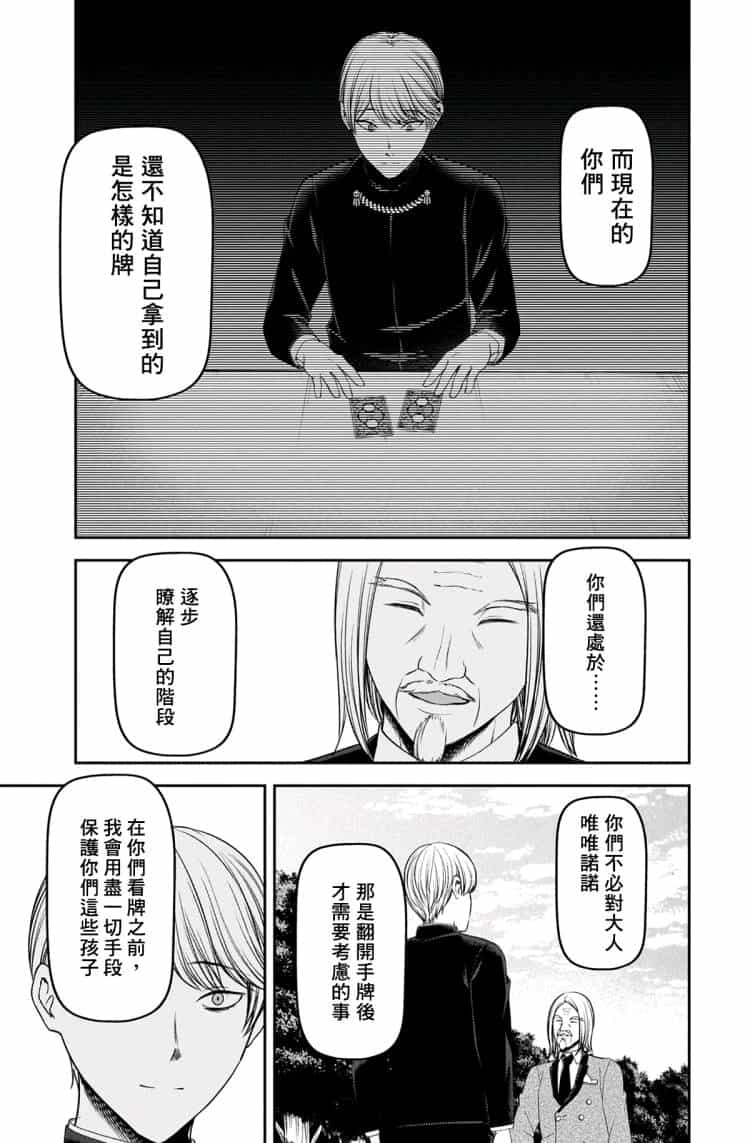 而現在的
你們
還不知道自己拿到的
是怎樣的牌
你們還處於……
逐步
瞭解自己的階段
你們不必對大人
唯唯諾諾
那是翻開手牌後
才需要考慮的事
在你們看牌之前，
我會用盡一切手段
保護你們這些孩子